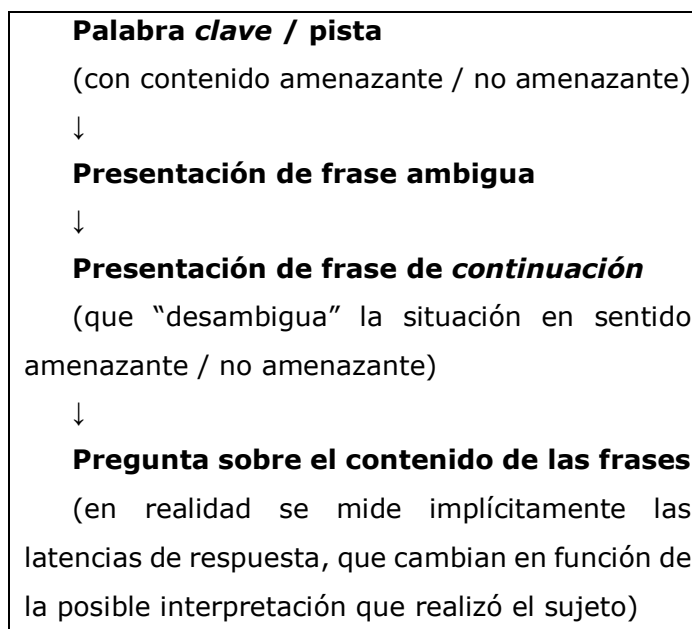 Palabra clave / pista
(con contenido amenazante / no amenazante)
↓
Presentación de frase ambigua
↓
Presentación de frase de continuación
(que “desambigua” la situación en sentido
amenazante / no amenazante)
↓
Pregunta sobre el contenido de las frases
(en realidad se mide implícitamente las
latencias de respuesta, que cambian en función de
la posible interpretación que realizó el sujeto)